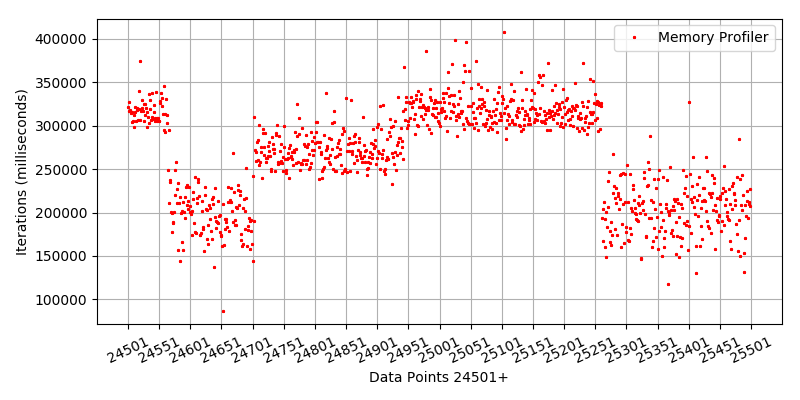 Memory Profiler
Iterations (milliseconds)
400000
350000
300000
250000
200000
150000
100000
24501 24551 24601 24651 24701 24751 24801 24851 24901 24951 25001 25051 25101 25151 25201 25251 25301 25351 25401 25451 25501
Data Points 24501+